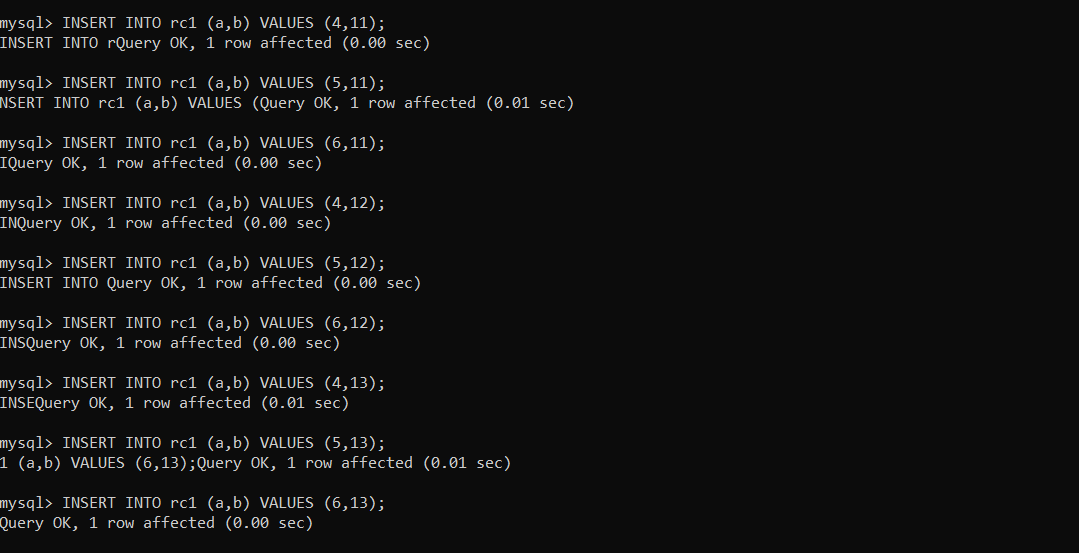 mysql> INSERT INTO rc1 (a,b) VALUES (4,11);
INSERT INTO rQuery OK, 1 row affected (0.00 sec)
mysql> INSERT INTO rc1 (a,b) VALUES (5,11);
NSERT INTO rc1 (a,b) VALUES (Query OK, 1 row affected (0.01 sec)
mysql> INSERT INTO rc1 (a,b) VALUES (6,11);
IQuery OK, 1 row affected (0.00 sec)
mysql> INSERT INTO rc1 (a,b) VALUES (4,12);
INQuery OK, 1 row affected (0.00 sec)
mysql> INSERT INTO rc1 (a,b) VALUES (5,12);
INSERT INTO Query OK, 1 row affected (0.00 sec)
mysql> INSERT INTO rc1 (a,b) VALUES (6,12);
INSQuery OK, 1 row affected (0.00 sec)
mysql> INSERT INTO rc1 (a,b) VALUES (4,13);
INSEQuery OK, 1 row affected (0.01 sec)
mysql> INSERT INTO rc1 (a,b) VALUES (5,13);
1 (a,b) VALUES (6,13);Query OK, 1 row affected (0.01 sec)
mysql> INSERT INTO rc1 (a,b) VALUES (6,13);
Query OK, 1 row affected (0.00 sec)